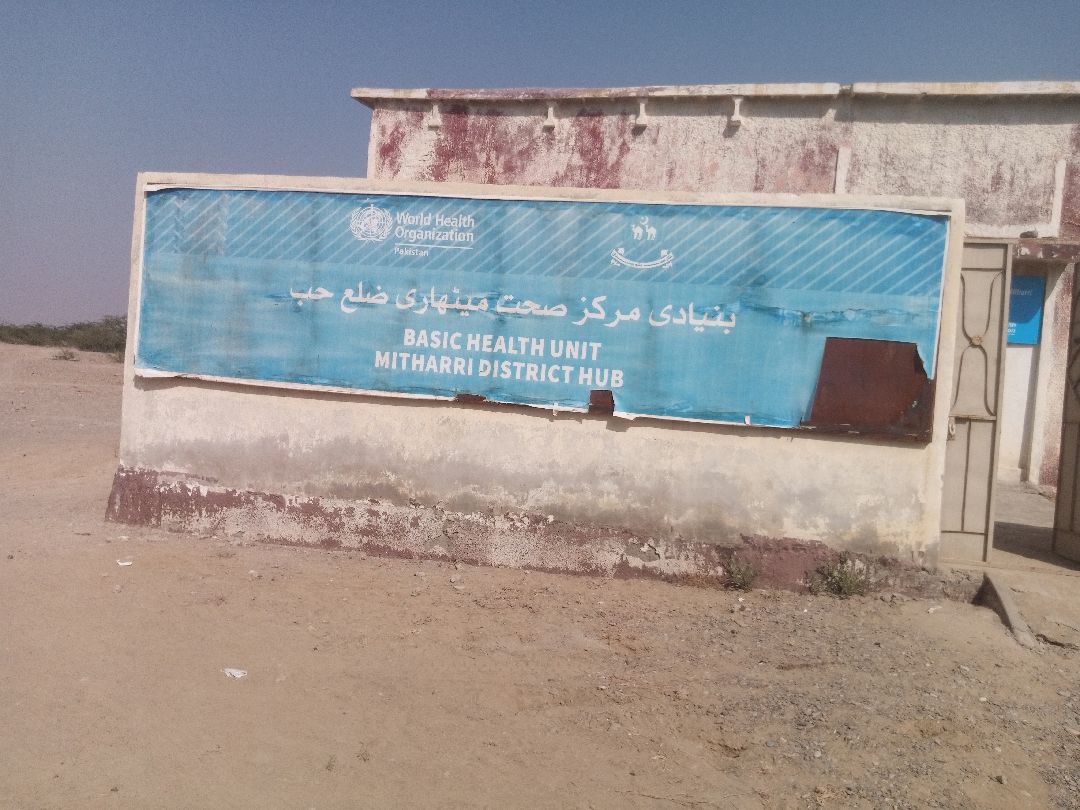 World Health
Organization
Pakistan
بنیادی مرکز صحت میٹھاری ضلع حب
BASIC HEALTH UNIT
MITHARRI DISTRICT HUB